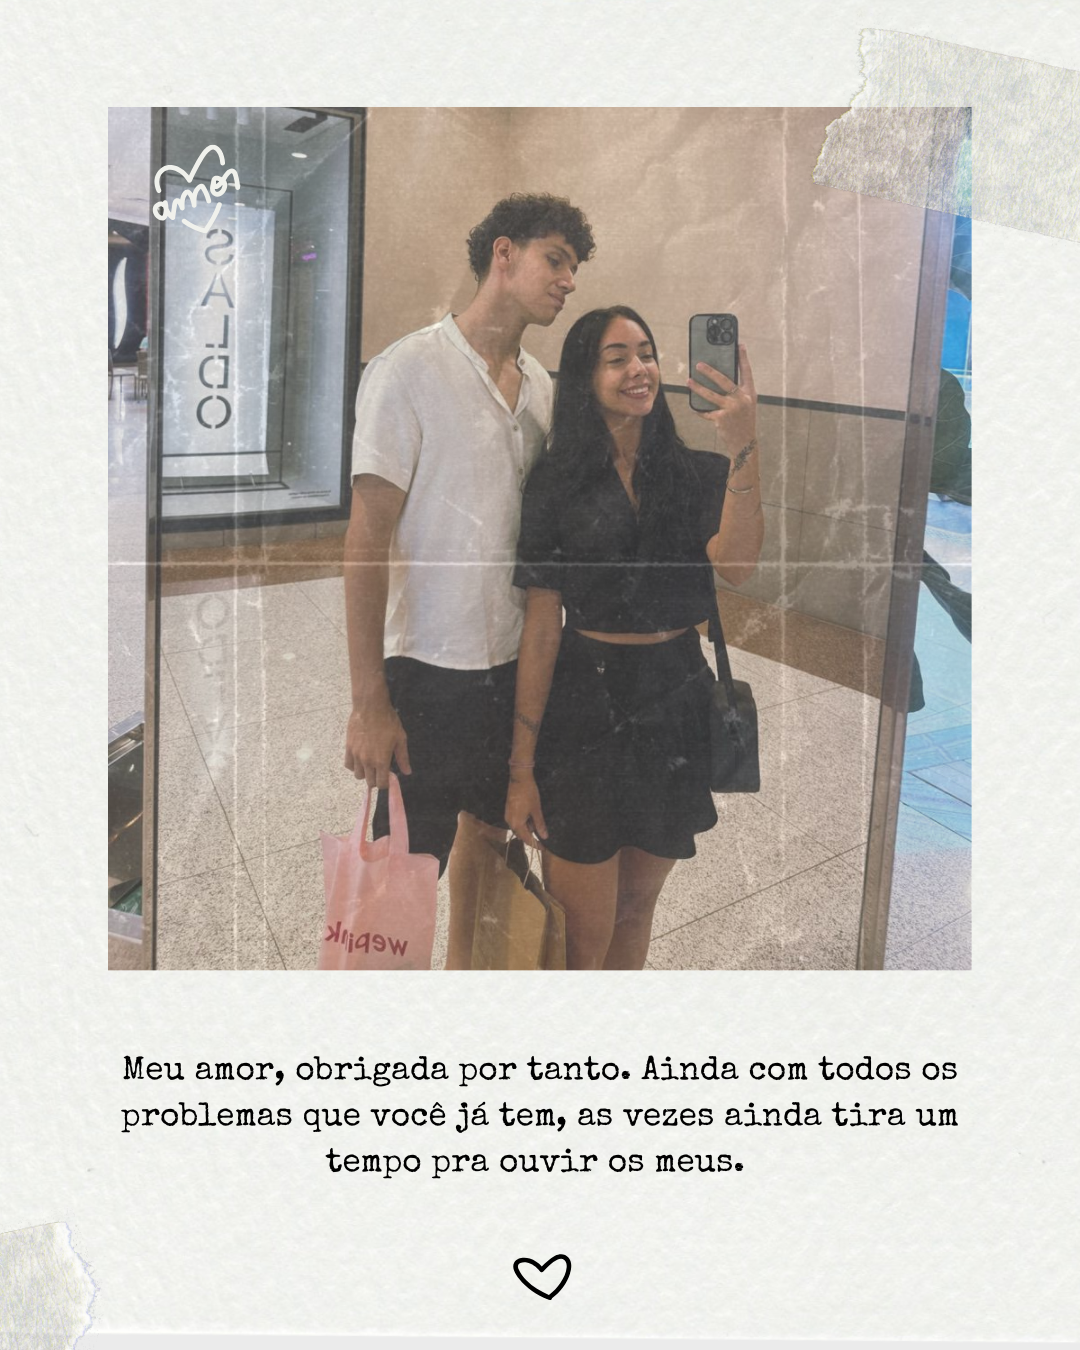 amor
SALDO
wepink
Meu amor, obrigada por tanto. Ainda com todos os
problemas que você já tem, as vezes ainda tira um
tempo pra ouvir os meus.